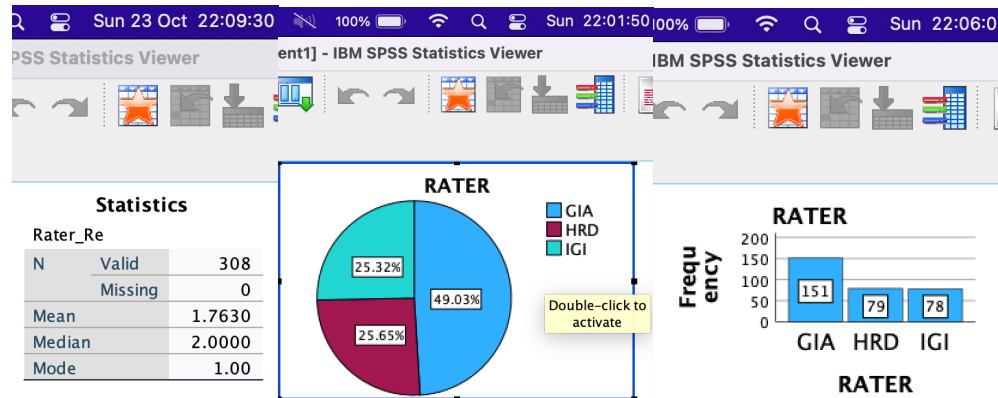 Sun 23 Oct 22:09:30
PSS Statistics Viewer
Statistics
Rater_Re
N Valid 308
Missing 0
Mean 1.7630
Median 2.0000
Mode 1.00
100% Sun 22:01:50
ent1] - IBM SPSS Statistics Viewer
RATER
GIA
HRD
IGI
25.32%
49.03%
25.65%
Double-click to
activate
00% Sun 22:06:0
IBM SPSS Statistics Viewer
RATER
Frequ
ency
200
150
100
50
0
151
79
78
GIA HRD IGI
RATER